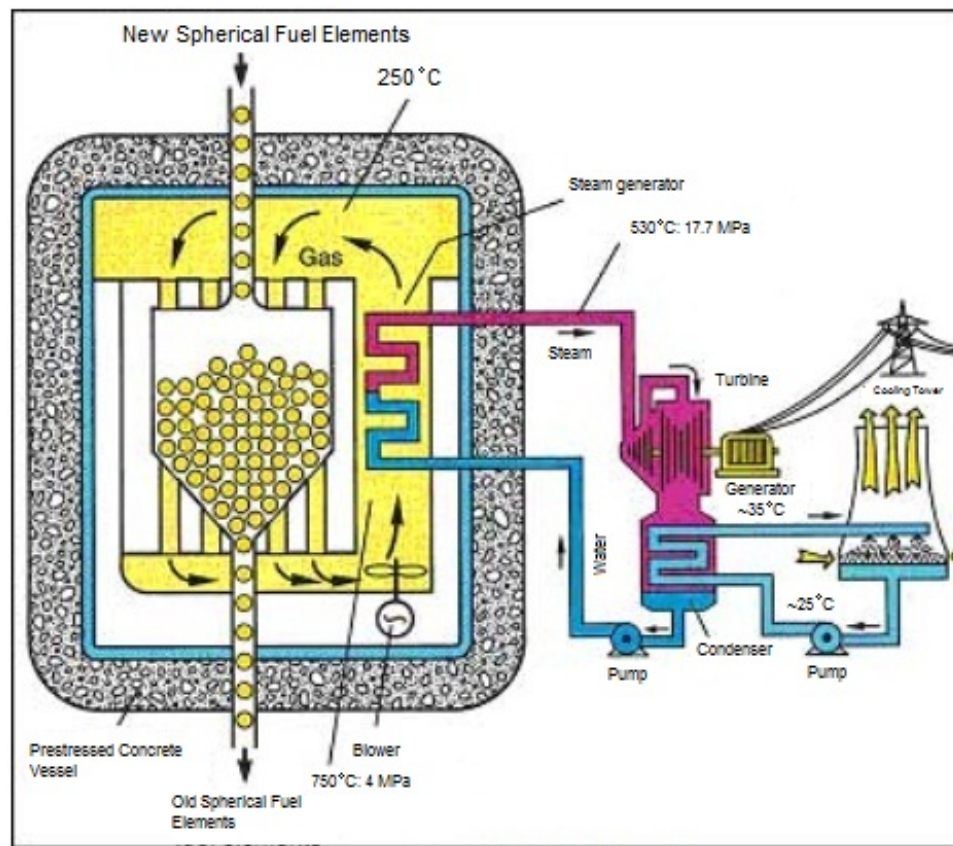 New Spherical Fuel Elements
250°C
Steam generator
530°C: 17.7 MPa
Gas
Steam
Turbine
Cooling Tower
Generator
~35°C
Water
~25°C
Condenser
Pump
Pump
Prestressed Concrete
Vessel
Blower
750°C: 4 MPa
Old Spherical Fuel
Elements